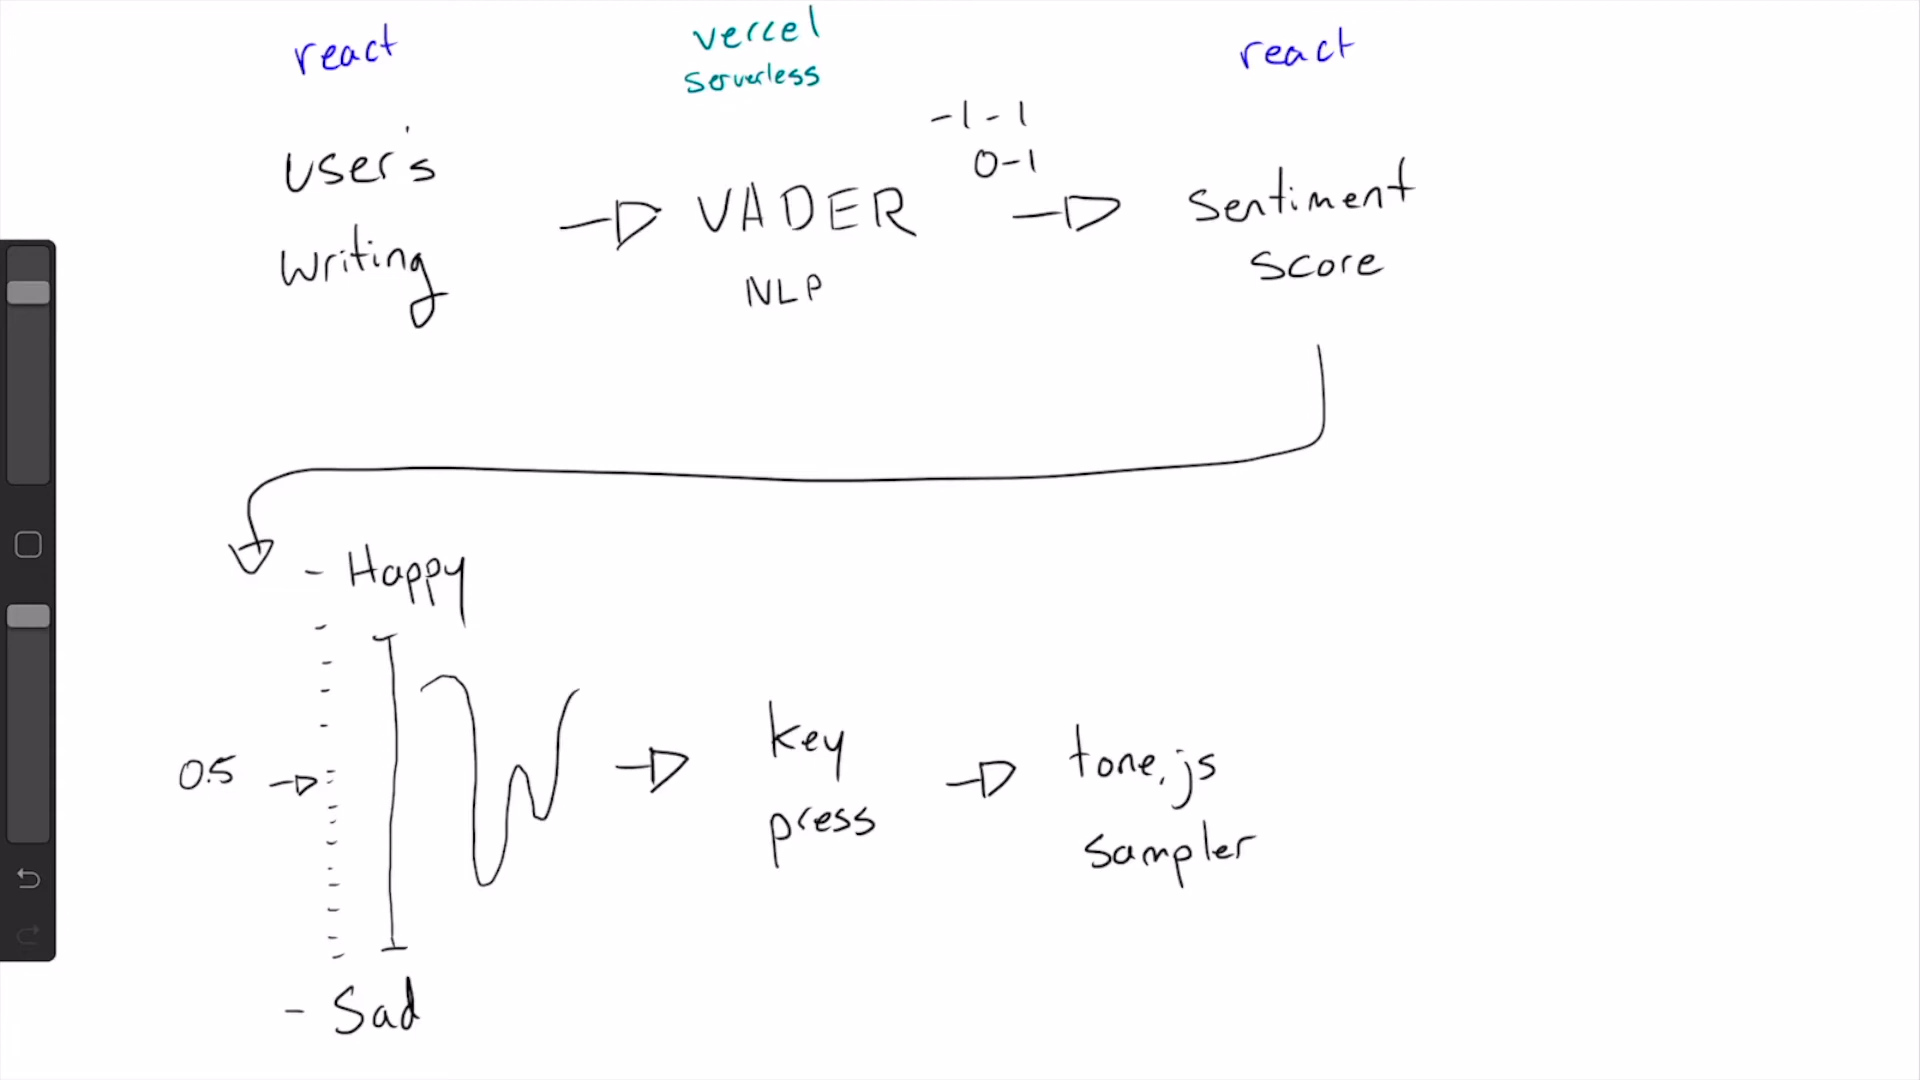 react
vercel
serverless
react
-1-1
0-1
User's
writing
VADER
NLP
sentiment
score
- Happy
0.5
key
press
tone.js
sampler
- Sad